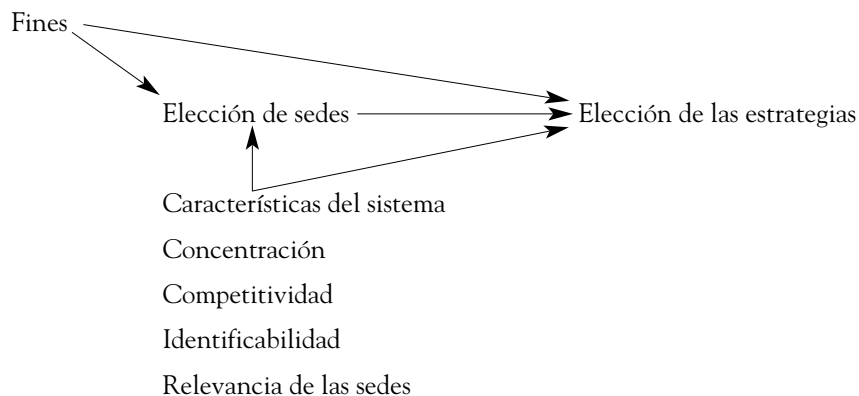 Fines
Elección de sedes
Elección de las estrategias
Características del sistema
Concentración
Competitividad
Identificabilidad
Relevancia de las sedes